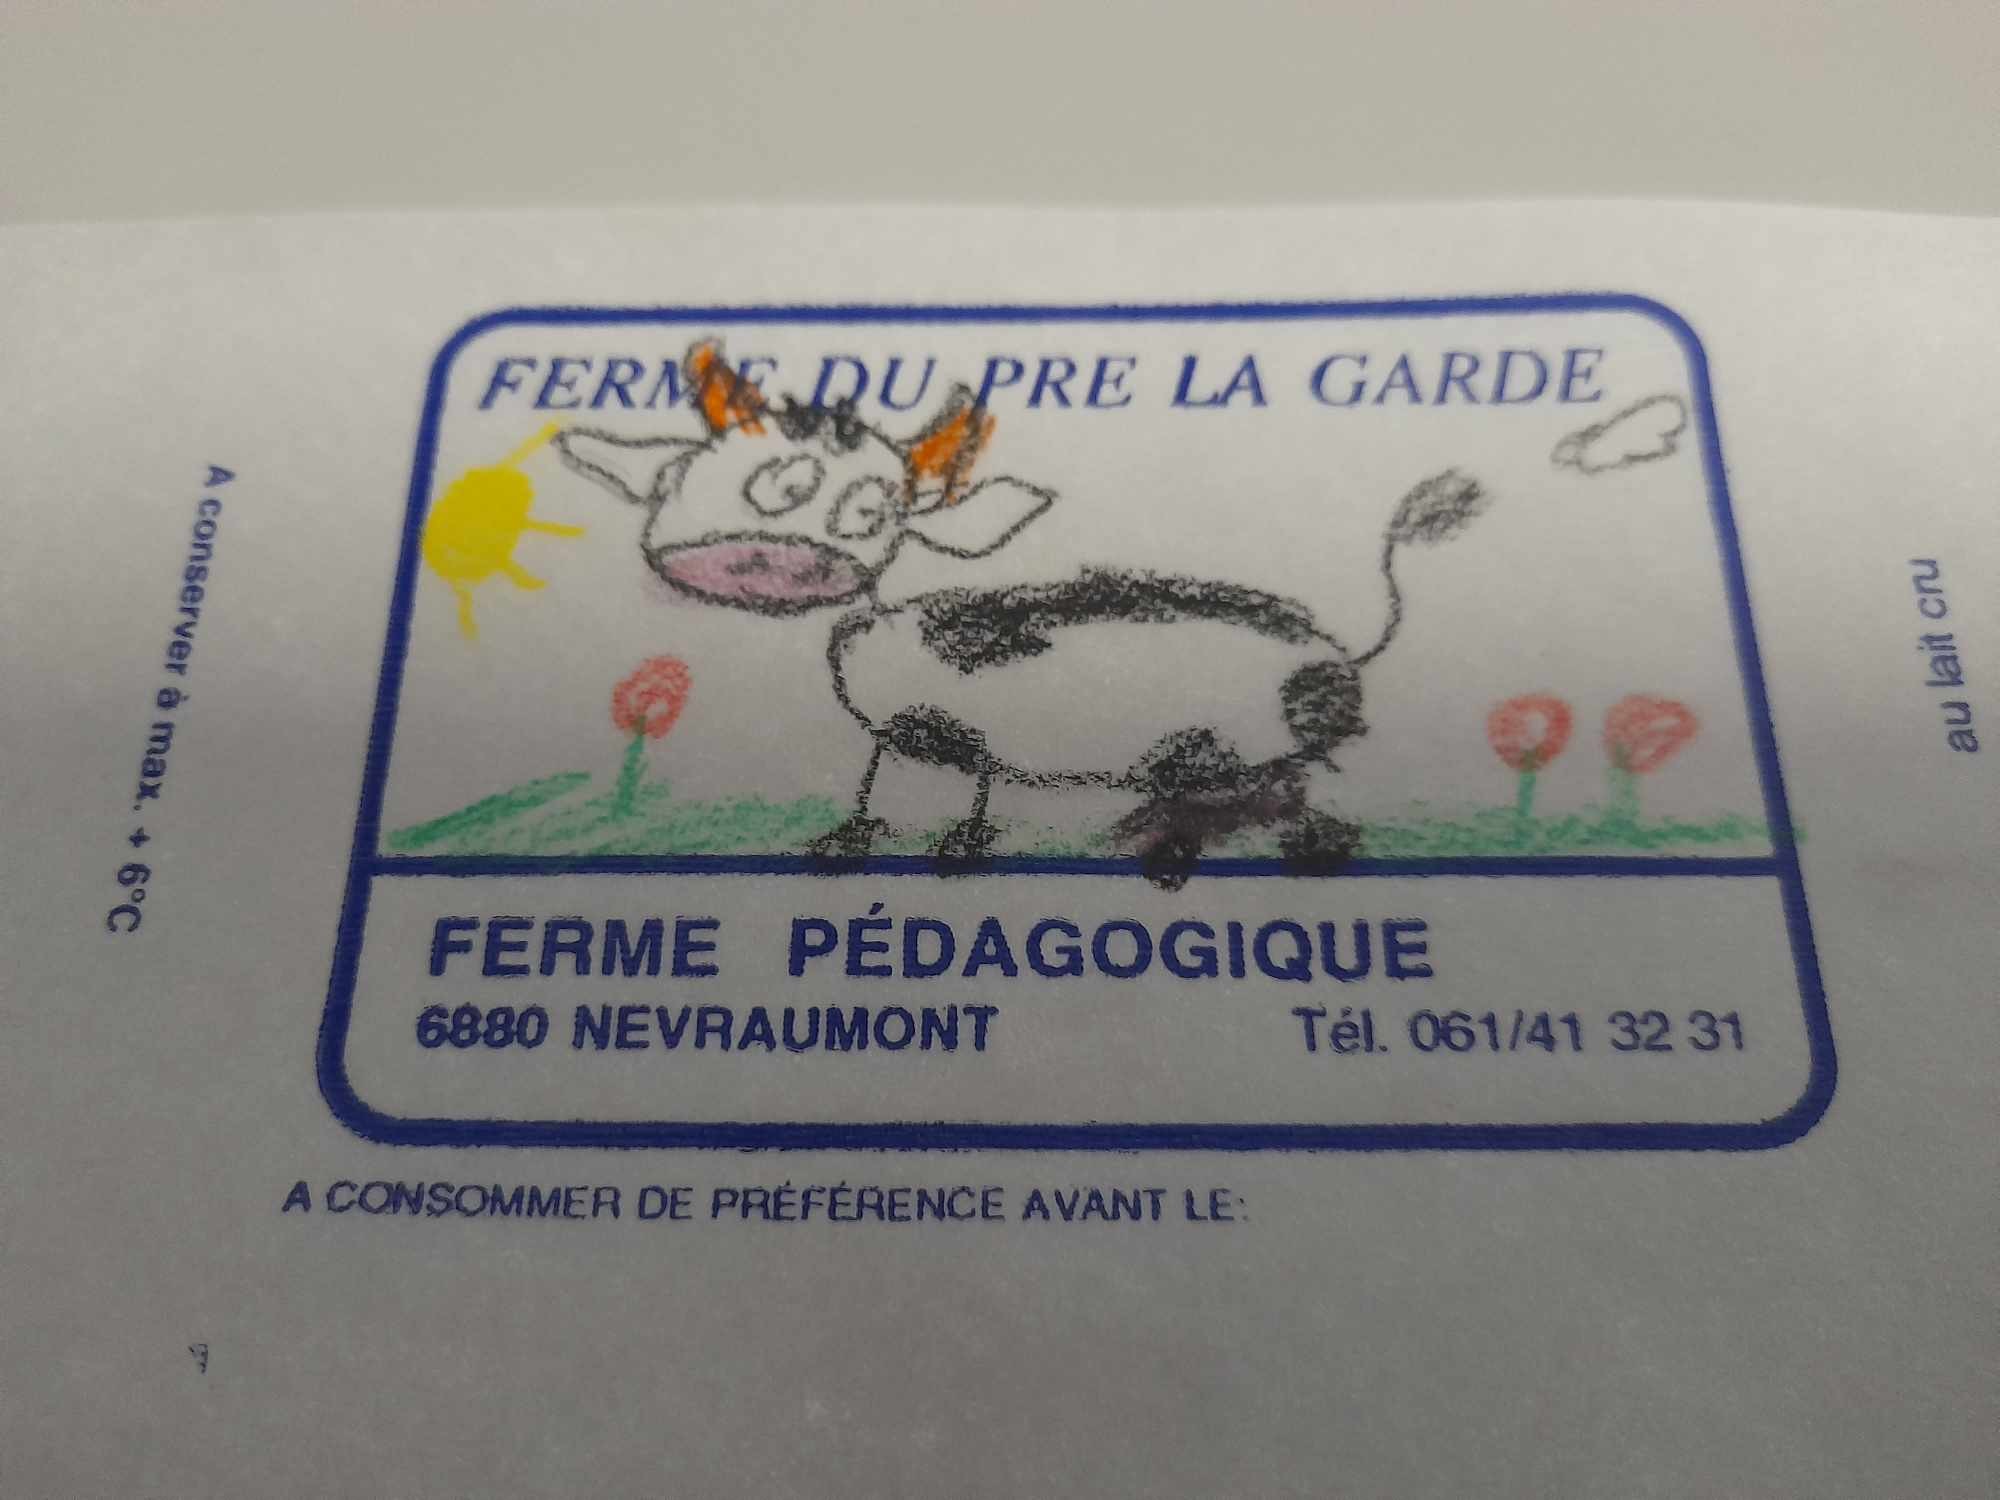 FERME DU PRE LA GARDE
A conserver à max. + 6°C
au lait cru
FERME PÉDAGOGIQUE
6880 NEVRAUMONT Tél. 061/41 32 31
A CONSOMMER DE PRÉFÉRENCE AVANT LE: